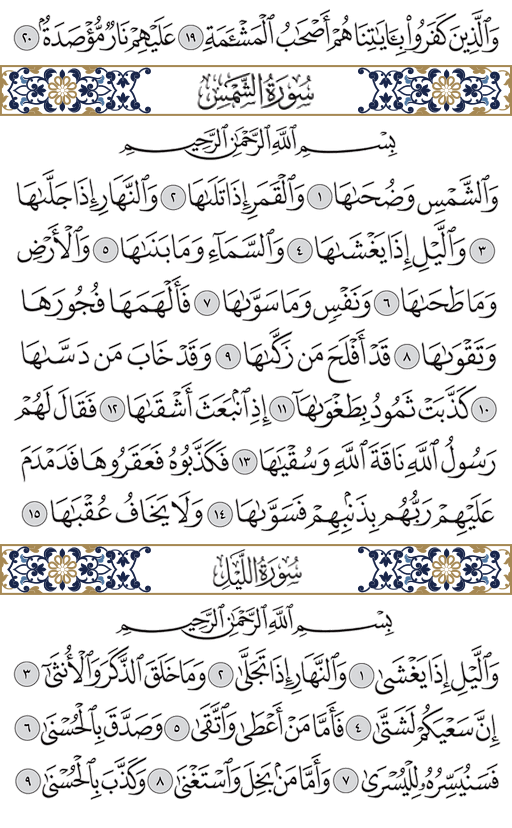 وَٱلَّذِينَ كَفَرُوا۟ بِـَٔايَٰتِنَا هُمْ أَصْحَٰبُ ٱلْمَشْـَٔمَةِ ١٩ عَلَيْهِمْ نَارٌ مُّؤْصَدَةٌۢ ٢٠
سُورَةُ الشَّمْسِ
بِسْمِ ٱللَّهِ ٱلرَّحْمَٰنِ ٱلرَّحِيمِ
وَٱلشَّمْسِ وَضُحَىٰهَا ١ وَٱلْقَمَرِ إِذَا تَلَىٰهَا ٢ وَٱلنَّهَارِ إِذَا جَلَّىٰهَا
٣ وَٱلَّيْلِ إِذَا يَغْشَىٰهَا ٤ وَٱلسَّمَآءِ وَمَا بَنَىٰهَا ٥ وَٱلْأَرْضِ
وَمَا طَحَىٰهَا ٦ وَنَفْسٍ وَمَا سَوَّىٰهَا ٧ فَأَلْهَمَهَا فُجُورَهَا
وَتَقْوَىٰهَا ٨ قَدْ أَفْلَحَ مَن زَكَّىٰهَا ٩ وَقَدْ خَابَ مَن دَسَّىٰهَا
١٠ كَذَّبَتْ ثَمُودُ بِطَغْوَىٰهَآ ١١ إِذِ ٱنۢبَعَثَ أَشْقَىٰهَا ١٢ فَقَالَ لَهُمْ
رَسُولُ ٱللَّهِ نَاقَةَ ٱللَّهِ وَسُقْيَٰهَا ١٣ فَكَذَّبُوهُ فَعَقَرُوهَا فَدَمْدَمَ
عَلَيْهِمْ رَبُّهُم بِذَنۢبِهِمْ فَسَوَّىٰهَا ١٤ وَلَا يَخَافُ عُقْبَٰهَا ١٥
سُورَةُ اللَّيْلِ
بِسْمِ ٱللَّهِ ٱلرَّحْمَٰنِ ٱلرَّحِيمِ
وَٱلَّيْلِ إِذَا يَغْشَىٰ ١ وَٱلنَّهَارِ إِذَا تَجَلَّىٰ ٢ وَمَا خَلَقَ ٱلذَّكَرَ وَٱلْأُنثَىٰٓ ٣
إِنَّ سَعْيَكُمْ لَشَتَّىٰ ٤ فَأَمَّا مَنْ أَعْطَىٰ وَٱتَّقَىٰ ٥ وَصَدَّقَ بِٱلْحُسْنَىٰ ٦
فَسَنُيَسِّرُهُۥ لِلْيُسْرَىٰ ٧ وَأَمَّا مَنۢ بَخِلَ وَٱسْتَغْنَىٰ ٨ وَكَذَّبَ بِٱلْحُسْنَىٰ ٩